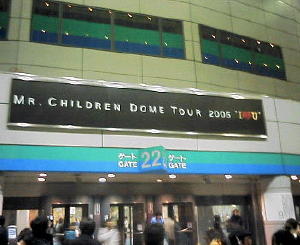 MR. CHILDREN DOME TOUR 2005 "I ♥ U"
ゲート 22 ゲート
GATE GATE